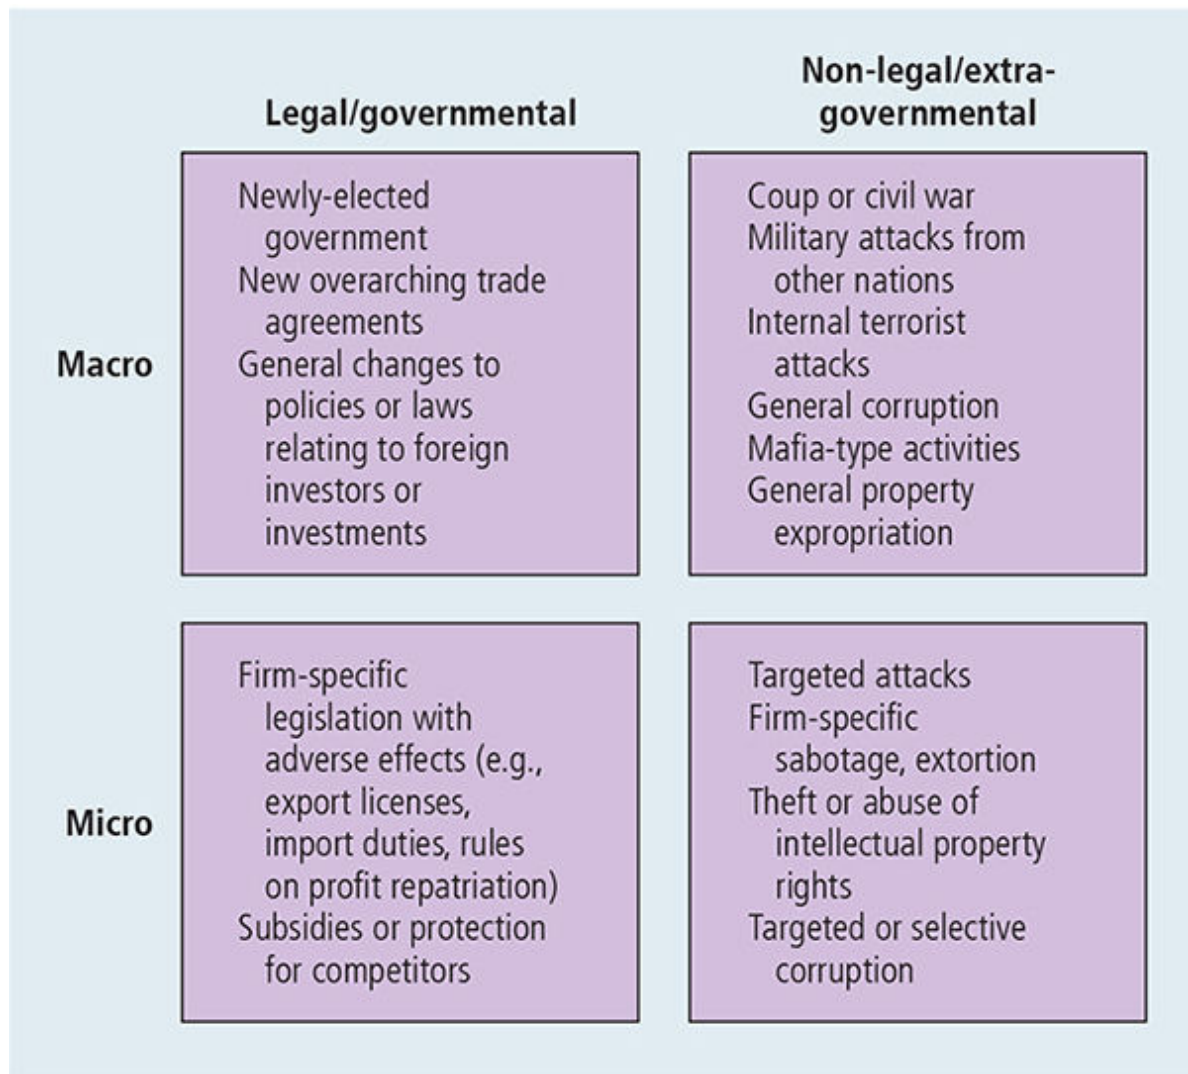 Legal/governmental
Non-legal/extra-
governmental
Macro
Newly-elected
government
New overarching trade
agreements
General changes to
policies or laws
relating to foreign
investors or
investments
Coup or civil war
Military attacks from
other nations
Internal terrorist
attacks
General corruption
Mafia-type activities
General property
expropriation
Micro
Firm-specific
legislation with
adverse effects (e.g.,
export licenses,
import duties, rules
on profit repatriation)
Subsidies or protection
for competitors
Targeted attacks
Firm-specific
sabotage, extortion
Theft or abuse of
intellectual property
rights
Targeted or selective
corruption